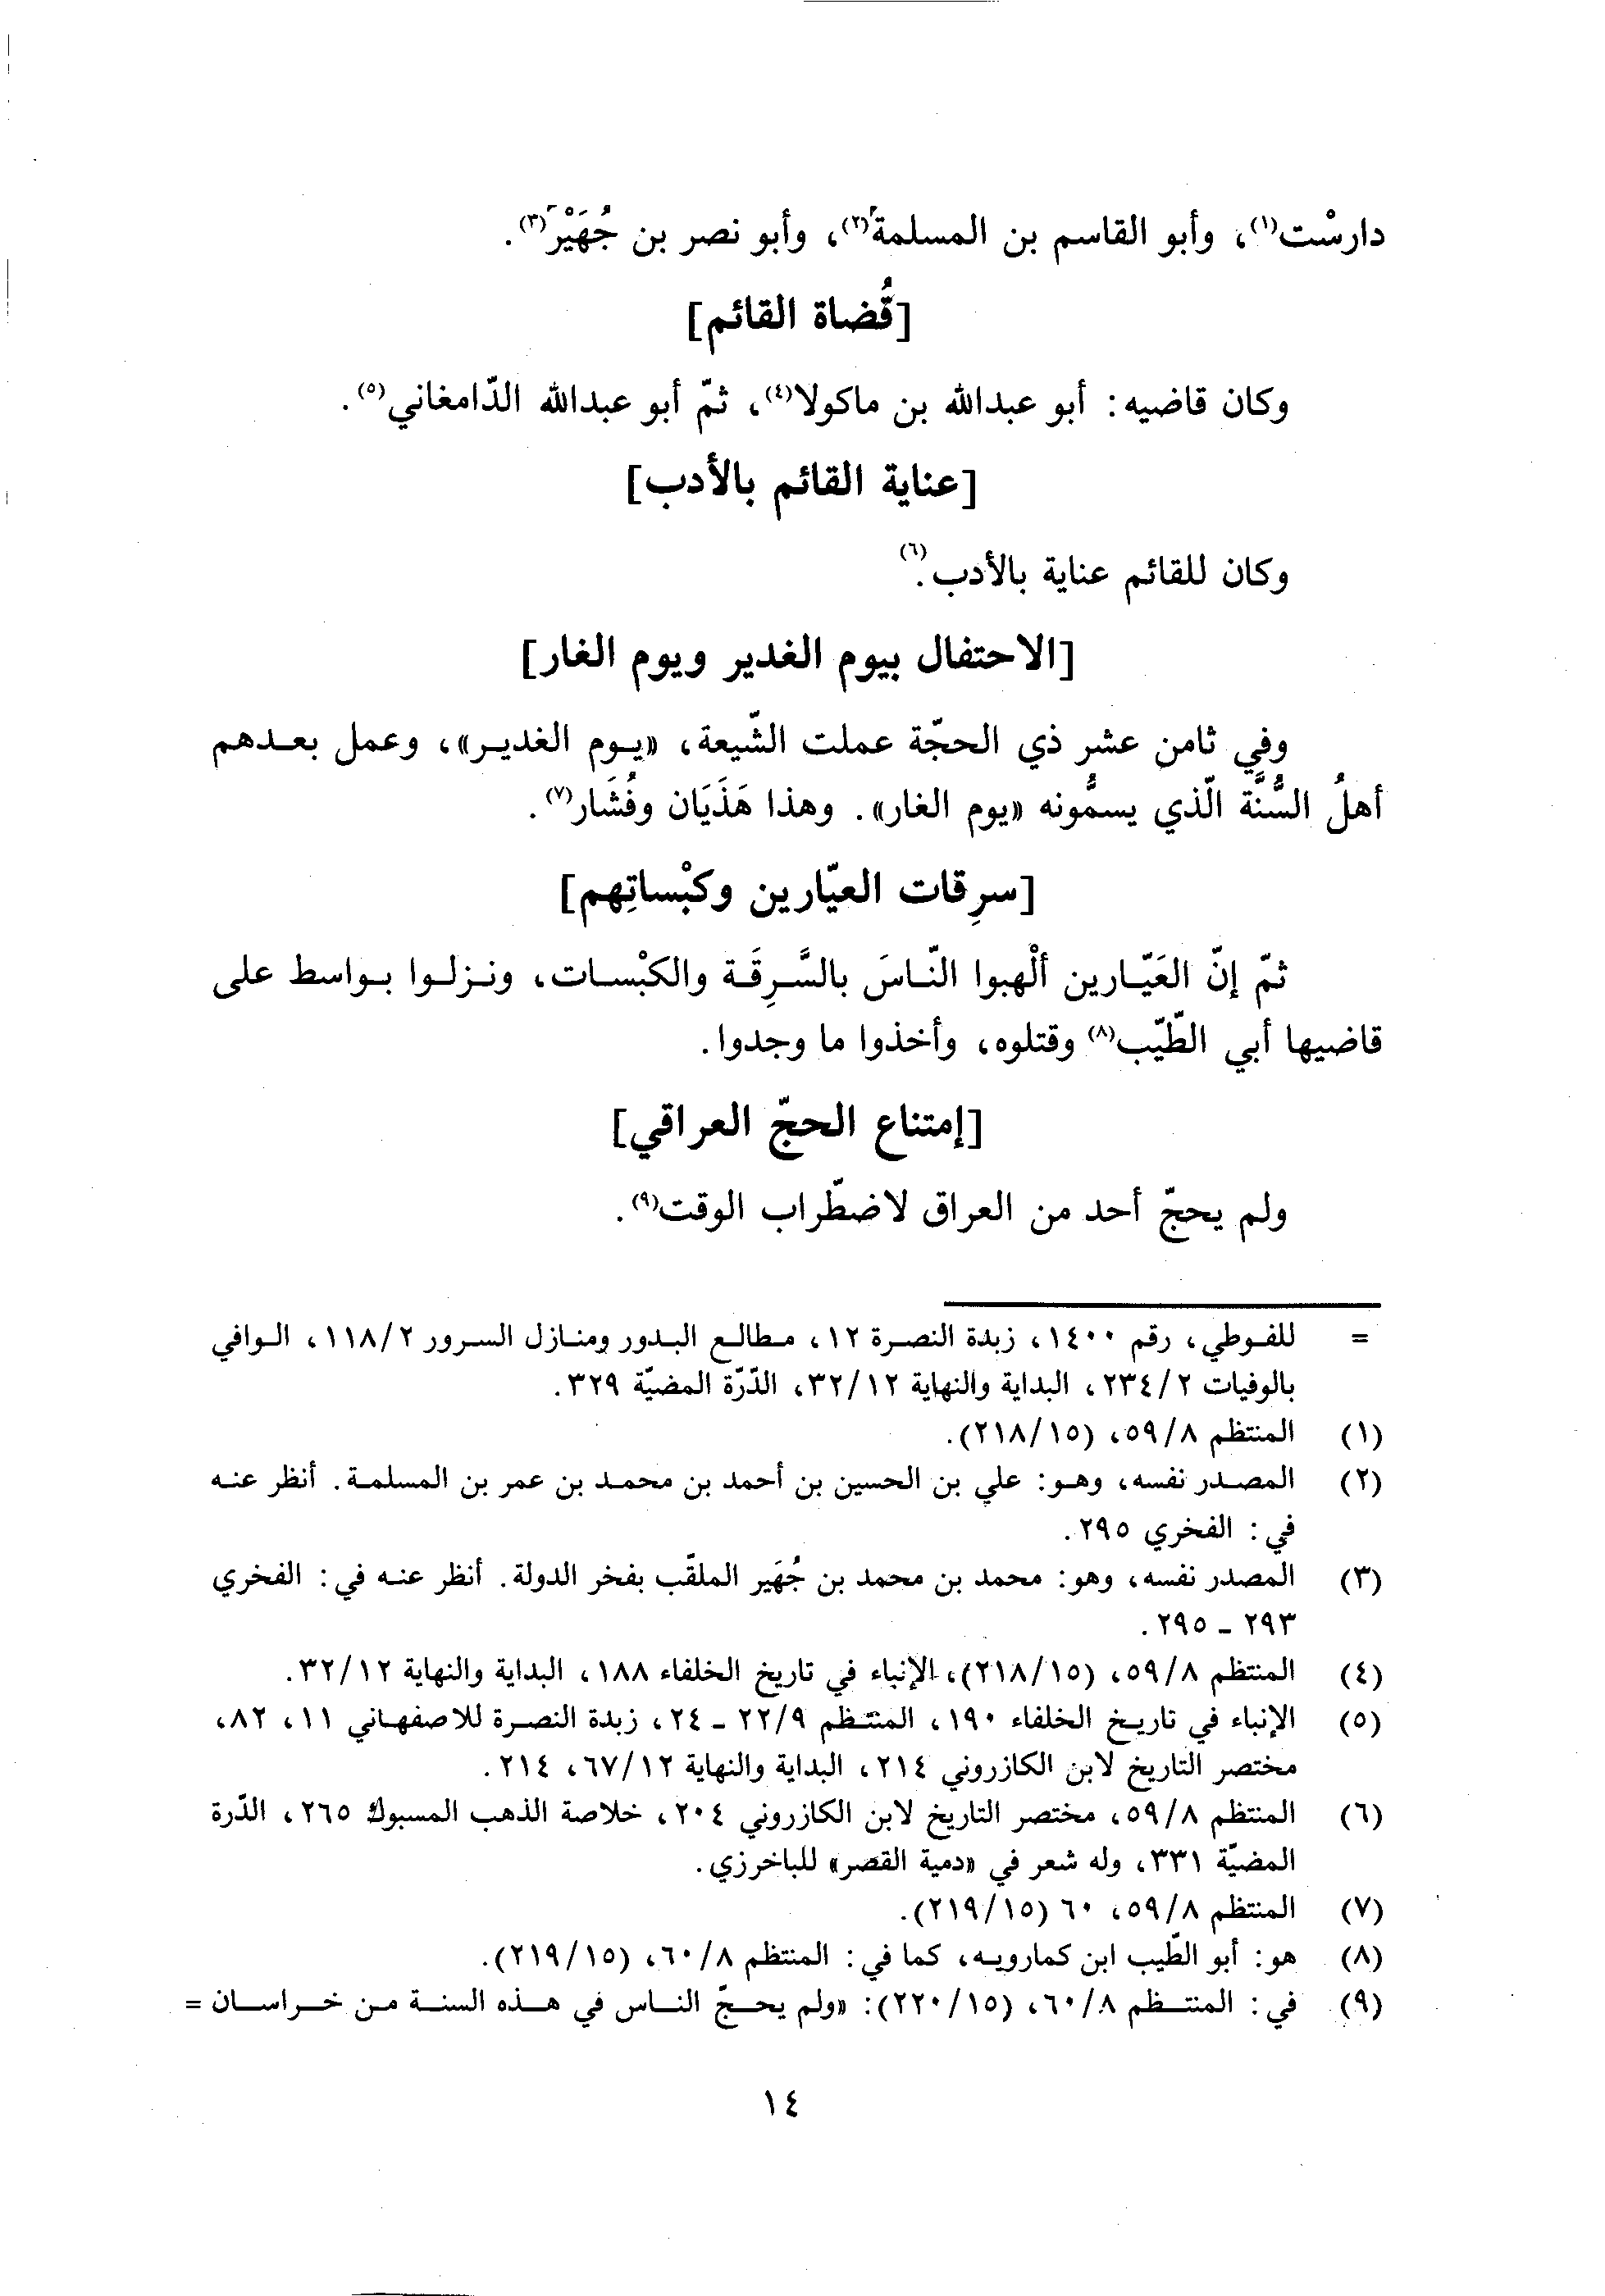 دارسْت(١)، وأبو القاسم بن المسلمة(٢)، وأبو نصر بن جُهَيْر(٣).
[قُضاة القائم]
وكان قاضيه: أبو عبدالله بن ماكولا(٤)، ثمّ أبو عبدالله الدّامغاني(٥).
[عناية القائم بالأدب]
وكان للقائم عناية بالأدب.(٦)
[الاحتفال بيوم الغدير ويوم الغار]
وفي ثامن عشر ذي الحجّة عملت الشّيعة، «يوم الغدير»، وعمل بعدهم
أهلُ السُّنَّة الّذي يسمُّونه «يوم الغار». وهذا هَذَيَان وفُشَار(٧).
[سرِقات العيّارين وكبْساتِهم]
ثمّ إنّ العَيّارين ألْهبوا النّاسَ بالسَّرِقَة والكبْسات، ونزلوا بواسط على
قاضيها أبي الطّيّب(٨) وقتلوه، وأخذوا ما وجدوا.
[إمتناع الحجّ العراقي]
ولم يحجّ أحد من العراق لاضطّراب الوقت(٩).
= للفوطي، رقم ١٤٠٠، زبدة النصرة ١٢، مطالع البدور ومنازل السرور ١١٨/٢، الوافي
بالوفيات ٢٣٤/٢، البداية والنهاية ٣٢/١٢، الدّرّة المضيّة ٣٢٩.
(١) المنتظم ٥٩/٨، (٢١٨/١٥).
(٢) المصدر نفسه، وهو: علي بن الحسين بن أحمد بن محمد بن عمر بن المسلمة. أنظر عنه
في: الفخري ٢٩٥.
(٣) المصدر نفسه، وهو: محمد بن محمد بن جُهَير الملقّب بفخر الدولة. أنظر عنه في: الفخري
٢٩٣ - ٢٩٥.
(٤) المنتظم ٥٩/٨، (٢١٨/١٥)، الإنباء في تاريخ الخلفاء ١٨٨، البداية والنهاية ٣٢/١٢.
(٥) الإنباء في تاريخ الخلفاء ١٩٠، المنتظم ٢٢/٩ - ٢٤، زبدة النصرة للاصفهاني ١١، ٨٢،
مختصر التاريخ لابن الكازروني ٢١٤، البداية والنهاية ٦٧/١٢، ٢١٤.
(٦) المنتظم ٥٩/٨، مختصر التاريخ لابن الكازروني ٢٠٤، خلاصة الذهب المسبوك ٢٦٥، الدّرة
المضيّة ٣٣١، وله شعر في «دمية القصر» للباخرزي.
(٧) المنتظم ٥٩/٨، ٦٠ (٢١٩/١٥).
(٨) هو: أبو الطّيب ابن كمارويه، كما في: المنتظم ٦٠/٨، (٢١٩/١٥).
(٩) في: المنتظم ٦٠/٨، (٢٢٠/١٥): «ولم يحجّ الناس في هذه السنة من خراسان =
١٤